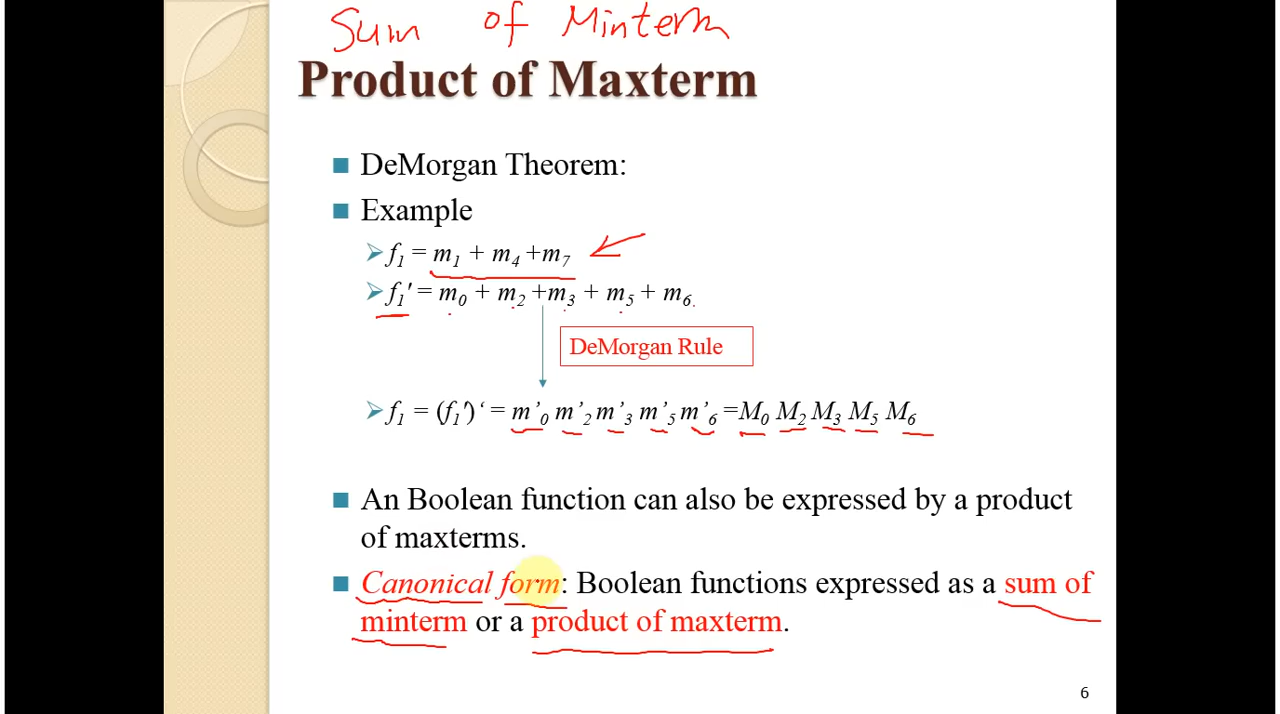 Sum of Minterm
Product of Maxterm
DeMorgan Theorem:
Example
f₁ = m₁ + m₄ +m₇
f₁' = m₀ + m₂ +m₃ + m₅ + m₆
DeMorgan Rule
f₁ = (f₁')‘ = m’₀ m’₂ m’₃ m’₅ m’₆ =M₀ M₂ M₃ M₅ M₆
An Boolean function can also be expressed by a product
of maxterms.
Canonical form: Boolean functions expressed as a sum of
minterm or a product of maxterm.
6